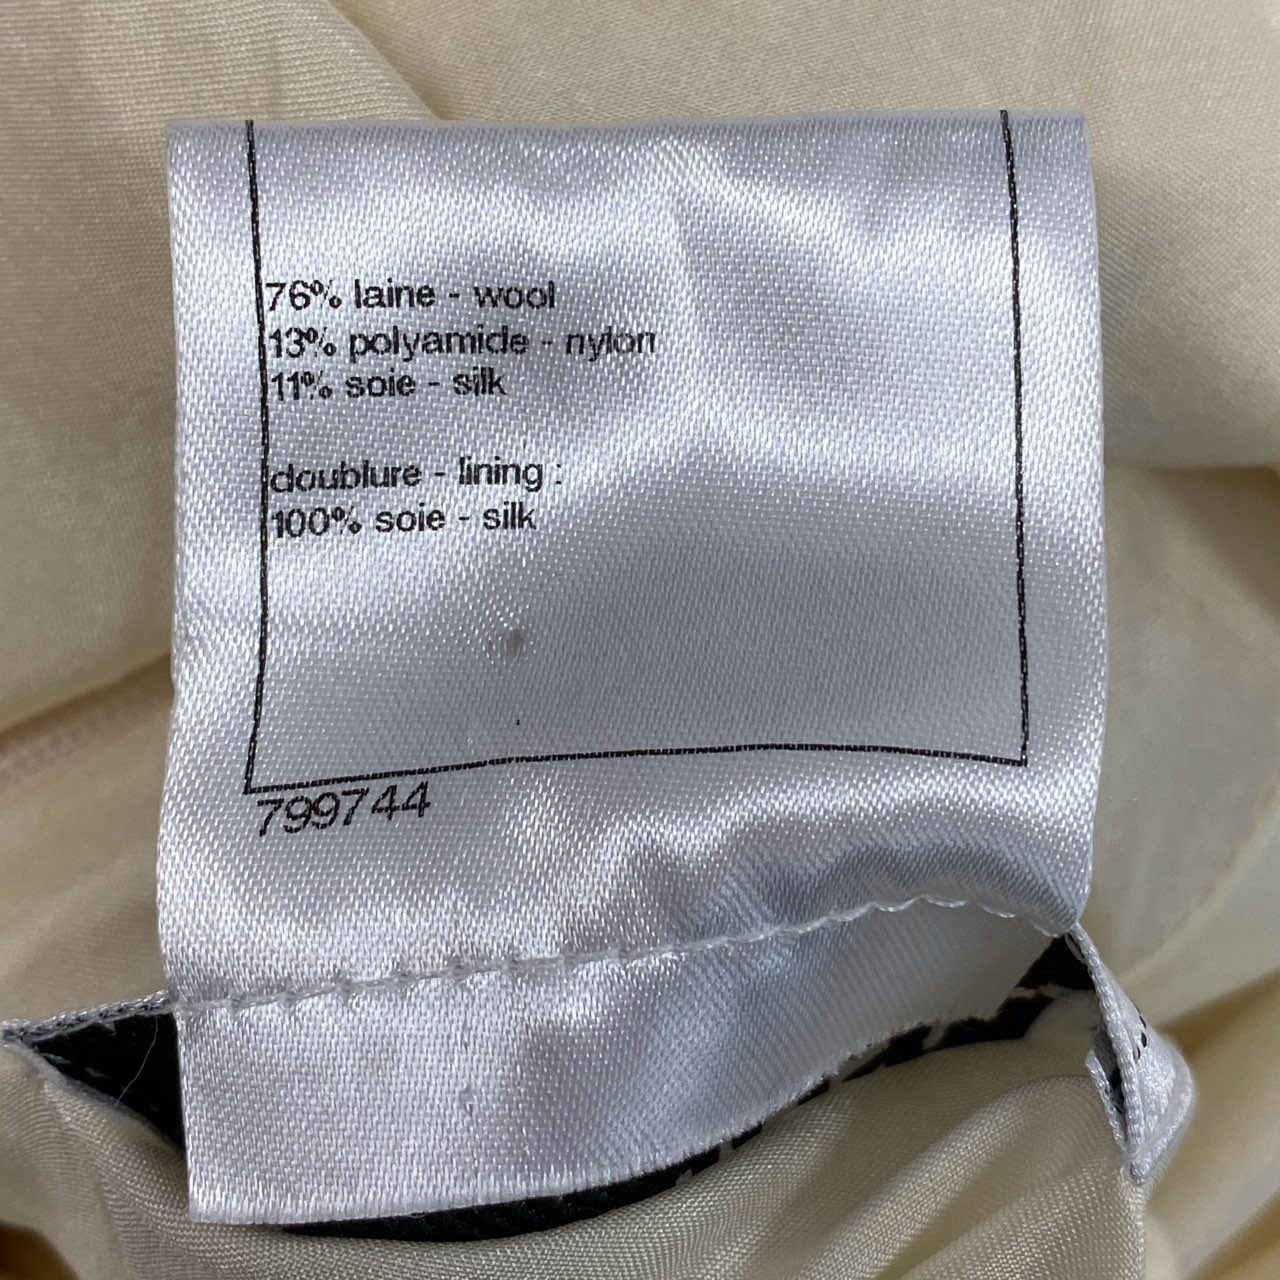 76% laine - wool
13% polyamide - nylon
11% soie - silk
doublure - lining :
100% soie - silk
799744